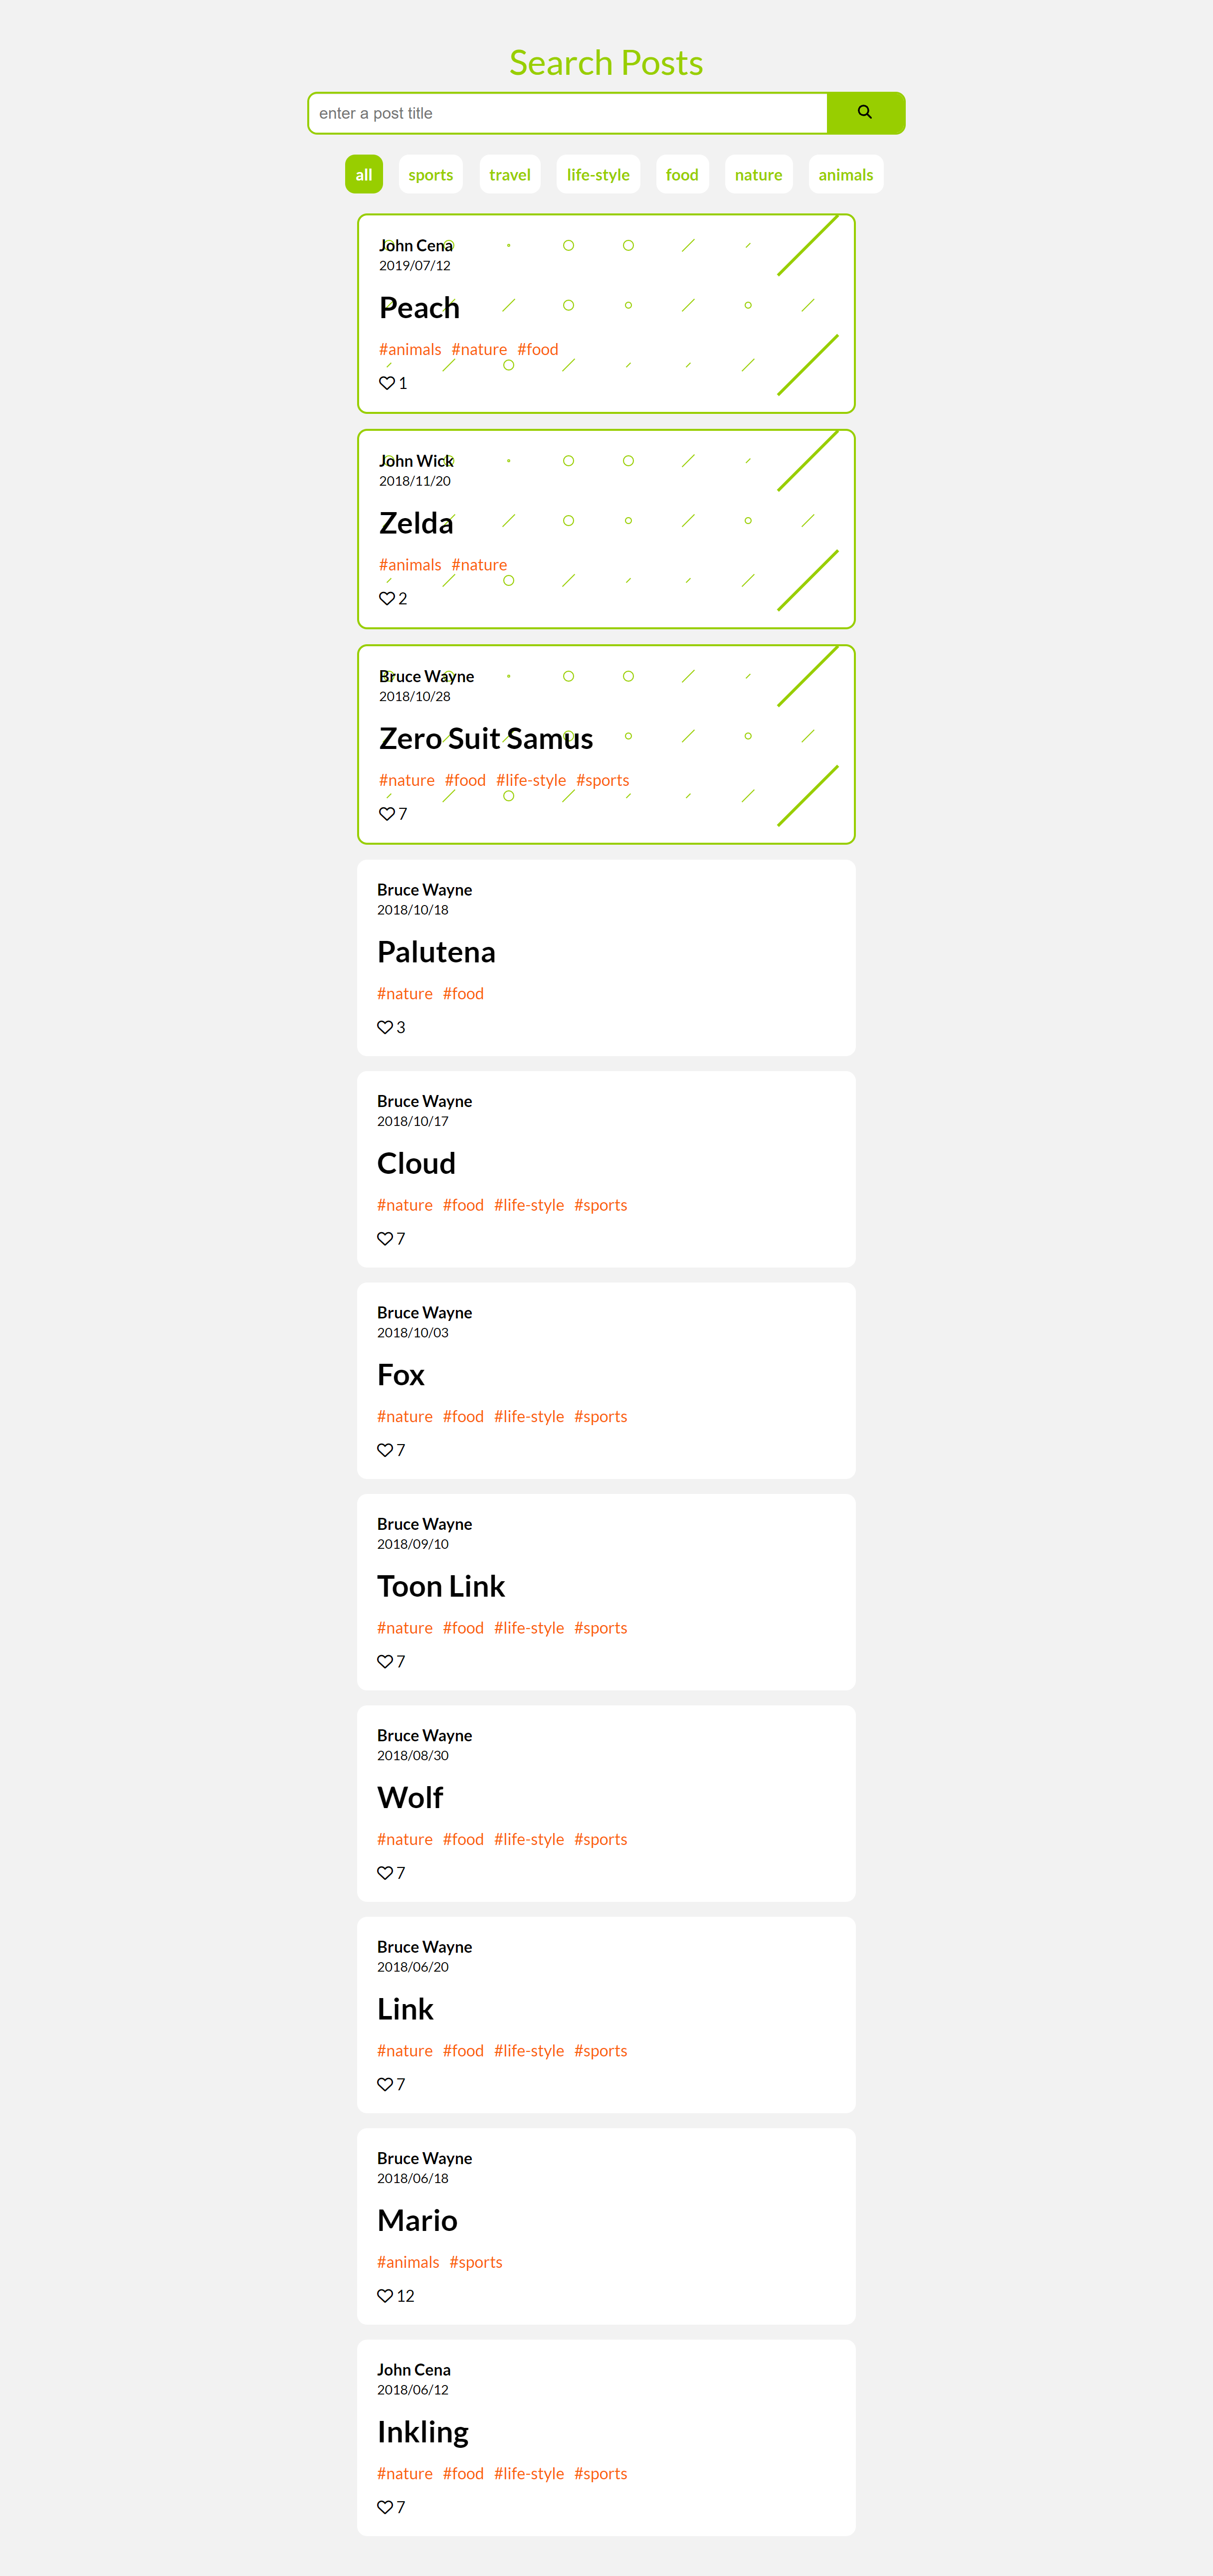 Search Posts
enter a post title
all sports travel life-style food nature animals
John Cena
2019/07/12
Peach
#animals #nature #food
1
John Wick
2018/11/20
Zelda
#animals #nature
2
Bruce Wayne
2018/10/28
Zero Suit Samus
#nature #food #life-style #sports
7
Bruce Wayne
2018/10/18
Palutena
#nature #food
3
Bruce Wayne
2018/10/17
Cloud
#nature #food #life-style #sports
7
Bruce Wayne
2018/10/03
Fox
#nature #food #life-style #sports
7
Bruce Wayne
2018/09/10
Toon Link
#nature #food #life-style #sports
7
Bruce Wayne
2018/08/30
Wolf
#nature #food #life-style #sports
7
Bruce Wayne
2018/06/20
Link
#nature #food #life-style #sports
7
Bruce Wayne
2018/06/18
Mario
#animals #sports
12
John Cena
2018/06/12
Inkling
#nature #food #life-style #sports
7